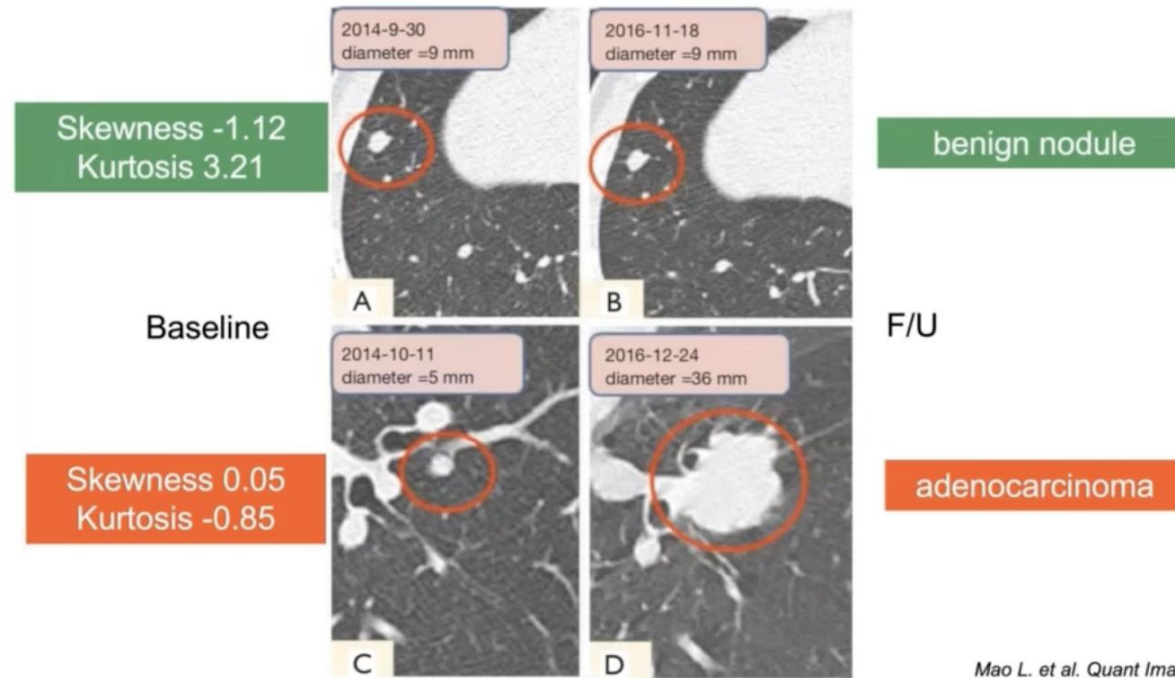 2014-9-30
diameter =9 mm
2016-11-18
diameter =9 mm
Skewness -1.12
Kurtosis 3.21
benign nodule
A
B
Baseline
F/U
2014-10-11
diameter =5 mm
2016-12-24
diameter =36 mm
Skewness 0.05
Kurtosis -0.85
adenocarcinoma
C
D
Mao L. et al. Quant Ima